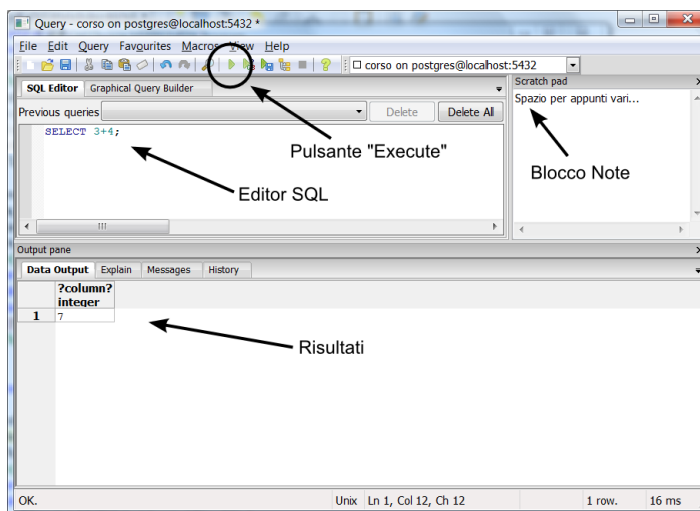 Query - corso on postgres@localhost:5432 *
File Edit Query Favourites Macros View Help
corso on postgres@localhost:5432
SQL Editor Graphical Query Builder
Scratch pad
Previous queries Delete Delete All
Spazio per appunti vari...
SELECT 3+4;
Pulsante "Execute"
Blocco Note
Editor SQL
Output pane
Data Output Explain Messages History
?column?
integer
1 7
Risultati
OK. Unix Ln 1, Col 12, Ch 12 1 row. 16 ms